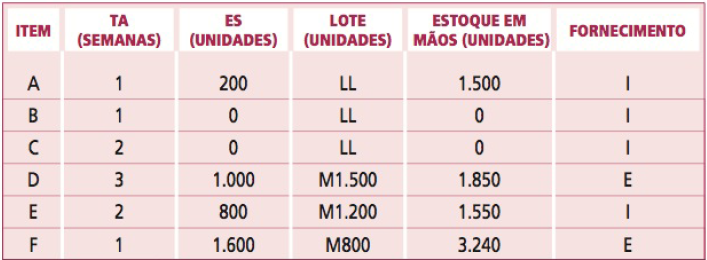 ITEM TA (SEMANAS) ES (UNIDADES) LOTE (UNIDADES) ESTOQUE EM MÃOS (UNIDADES) FORNECIMENTO
A 1 200 LL 1.500 I
B 1 0 LL 0 I
C 2 0 LL 0 I
D 3 1.000 M1.500 1.850 E
E 2 800 M1.200 1.550 I
F 1 1.600 M800 3.240 E